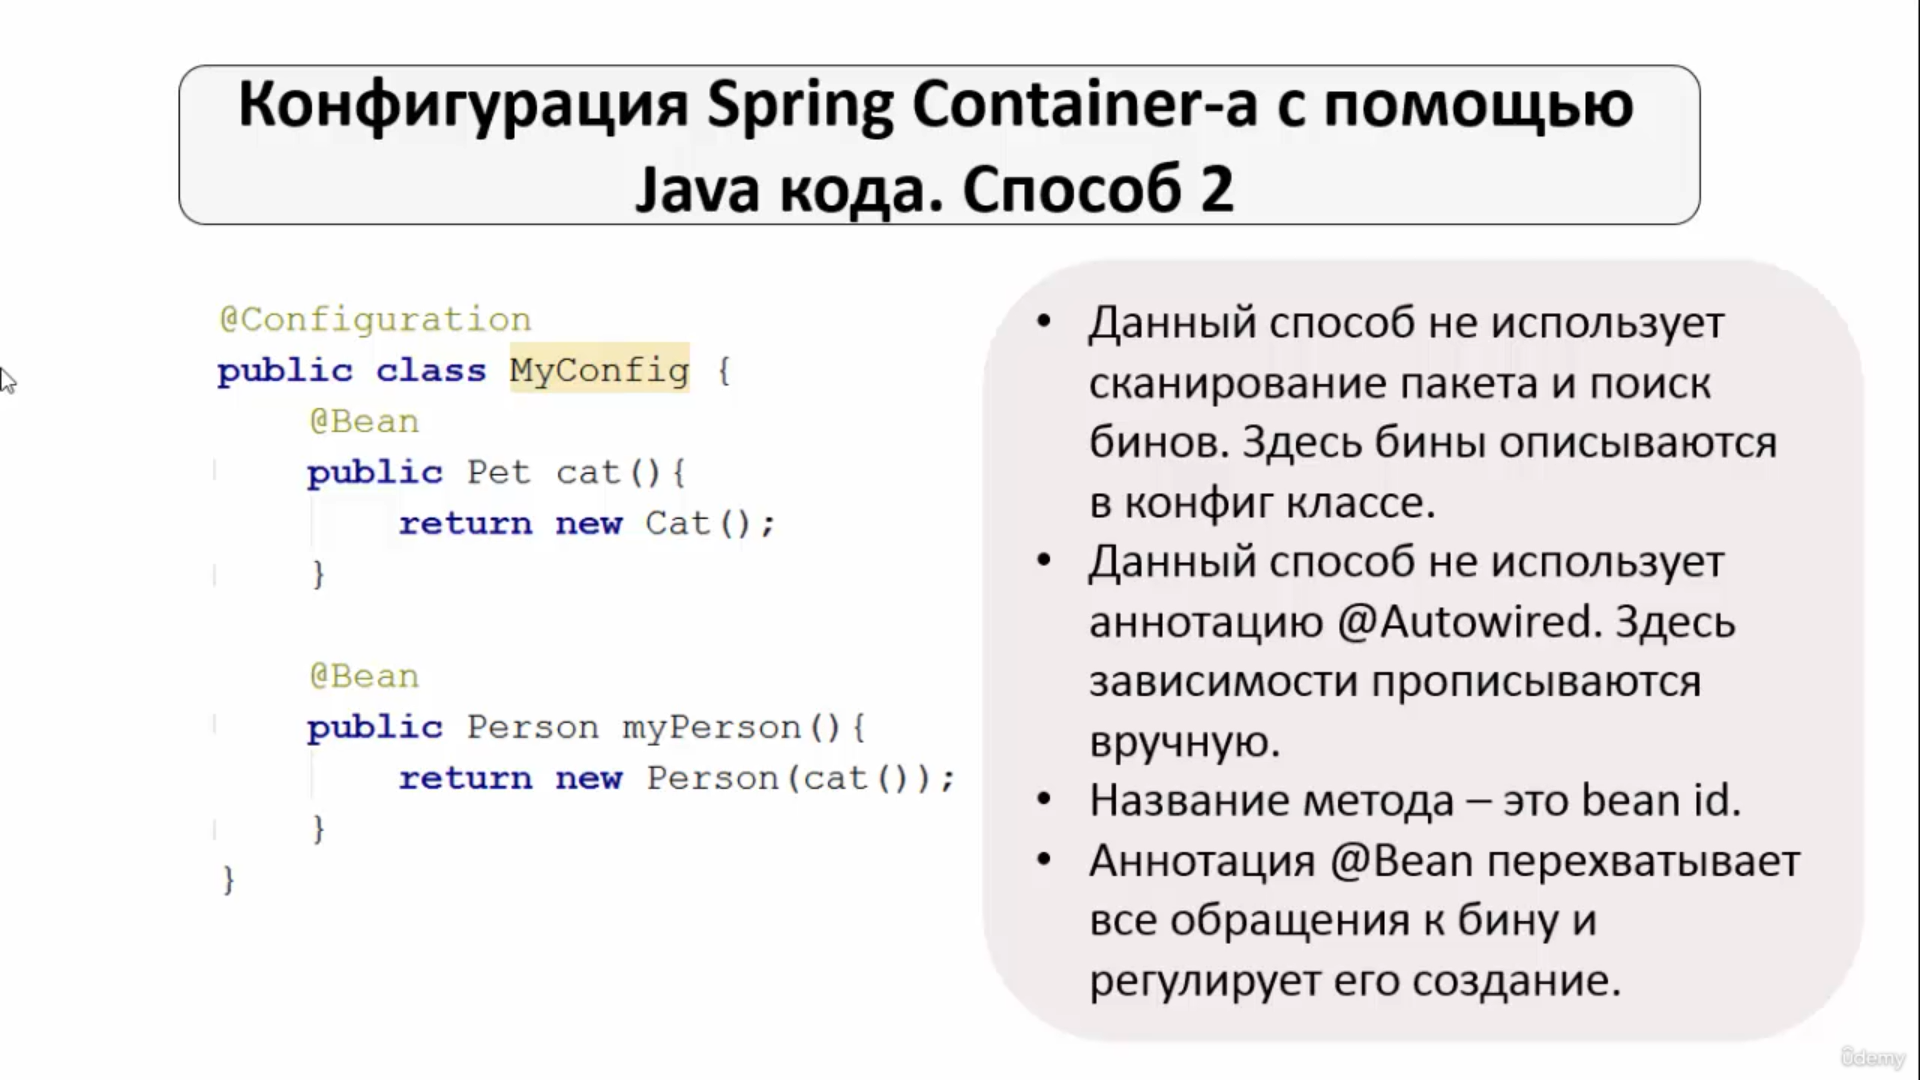 Конфигурация Spring Container-а с помощью
Java кода. Способ 2
@Configuration
public class MyConfig {
@Bean
public Pet cat(){
return new Cat();
}
@Bean
public Person myPerson(){
return new Person(cat());
}
}
• Данный способ не использует
сканирование пакета и поиск
бинов. Здесь бины описываются
в конфиг классе.
• Данный способ не использует
аннотацию @Autowired. Здесь
зависимости прописываются
вручную.
• Название метода – это bean id.
• Аннотация @Bean перехватывает
все обращения к бину и
регулирует его создание.
ûdemy